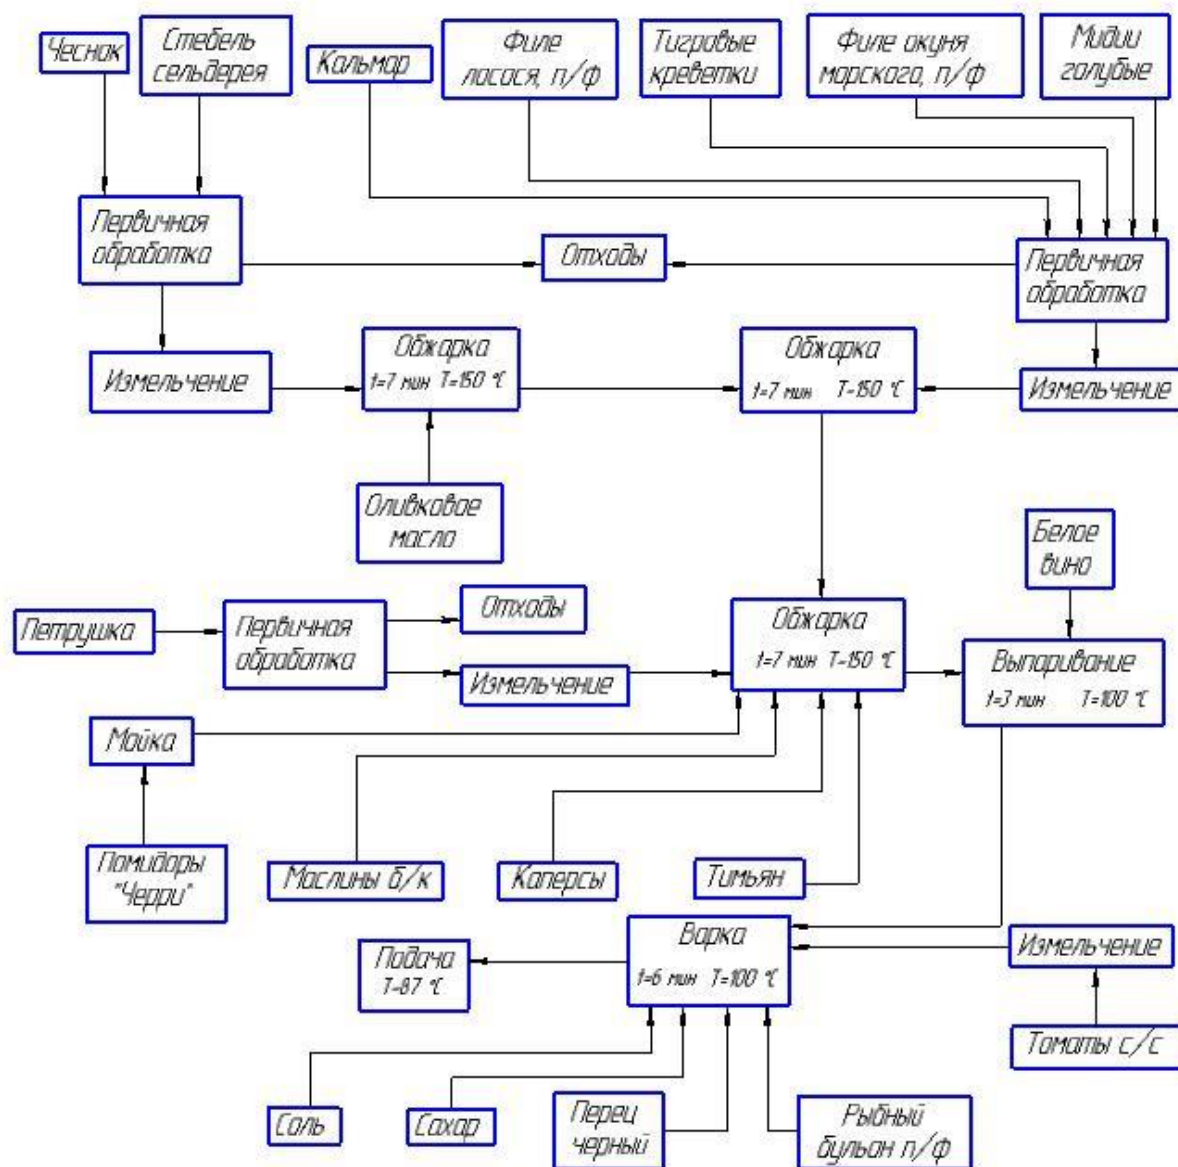 Чеснок
Стебель
сельдерея
Кальмар
Филе
лосося, п/ф
Тигровые
креветки
Филе окуня
морского, п/ф
Мидии
голубые
Первичная
обработка
Отходы
Первичная
обработка
Измельчение
Обжарка
t=7 мин T=150 °C
Обжарка
t=7 мин T=150 °C
Измельчение
Оливковое
масло
Белое
вино
Петрушка
Первичная
обработка
Отходы
Измельчение
Обжарка
t=7 мин T=150 °C
Выпаривание
t=3 мин T=100 °C
Мойка
Помидоры
"Черри"
Маслины б/к
Каперсы
Тимьян
Подача
T=87 °C
Варка
t=6 мин T=100 °C
Измельчение
Томаты с/с
Соль
Сахар
Перец
черный
Рыбный
бульон п/ф